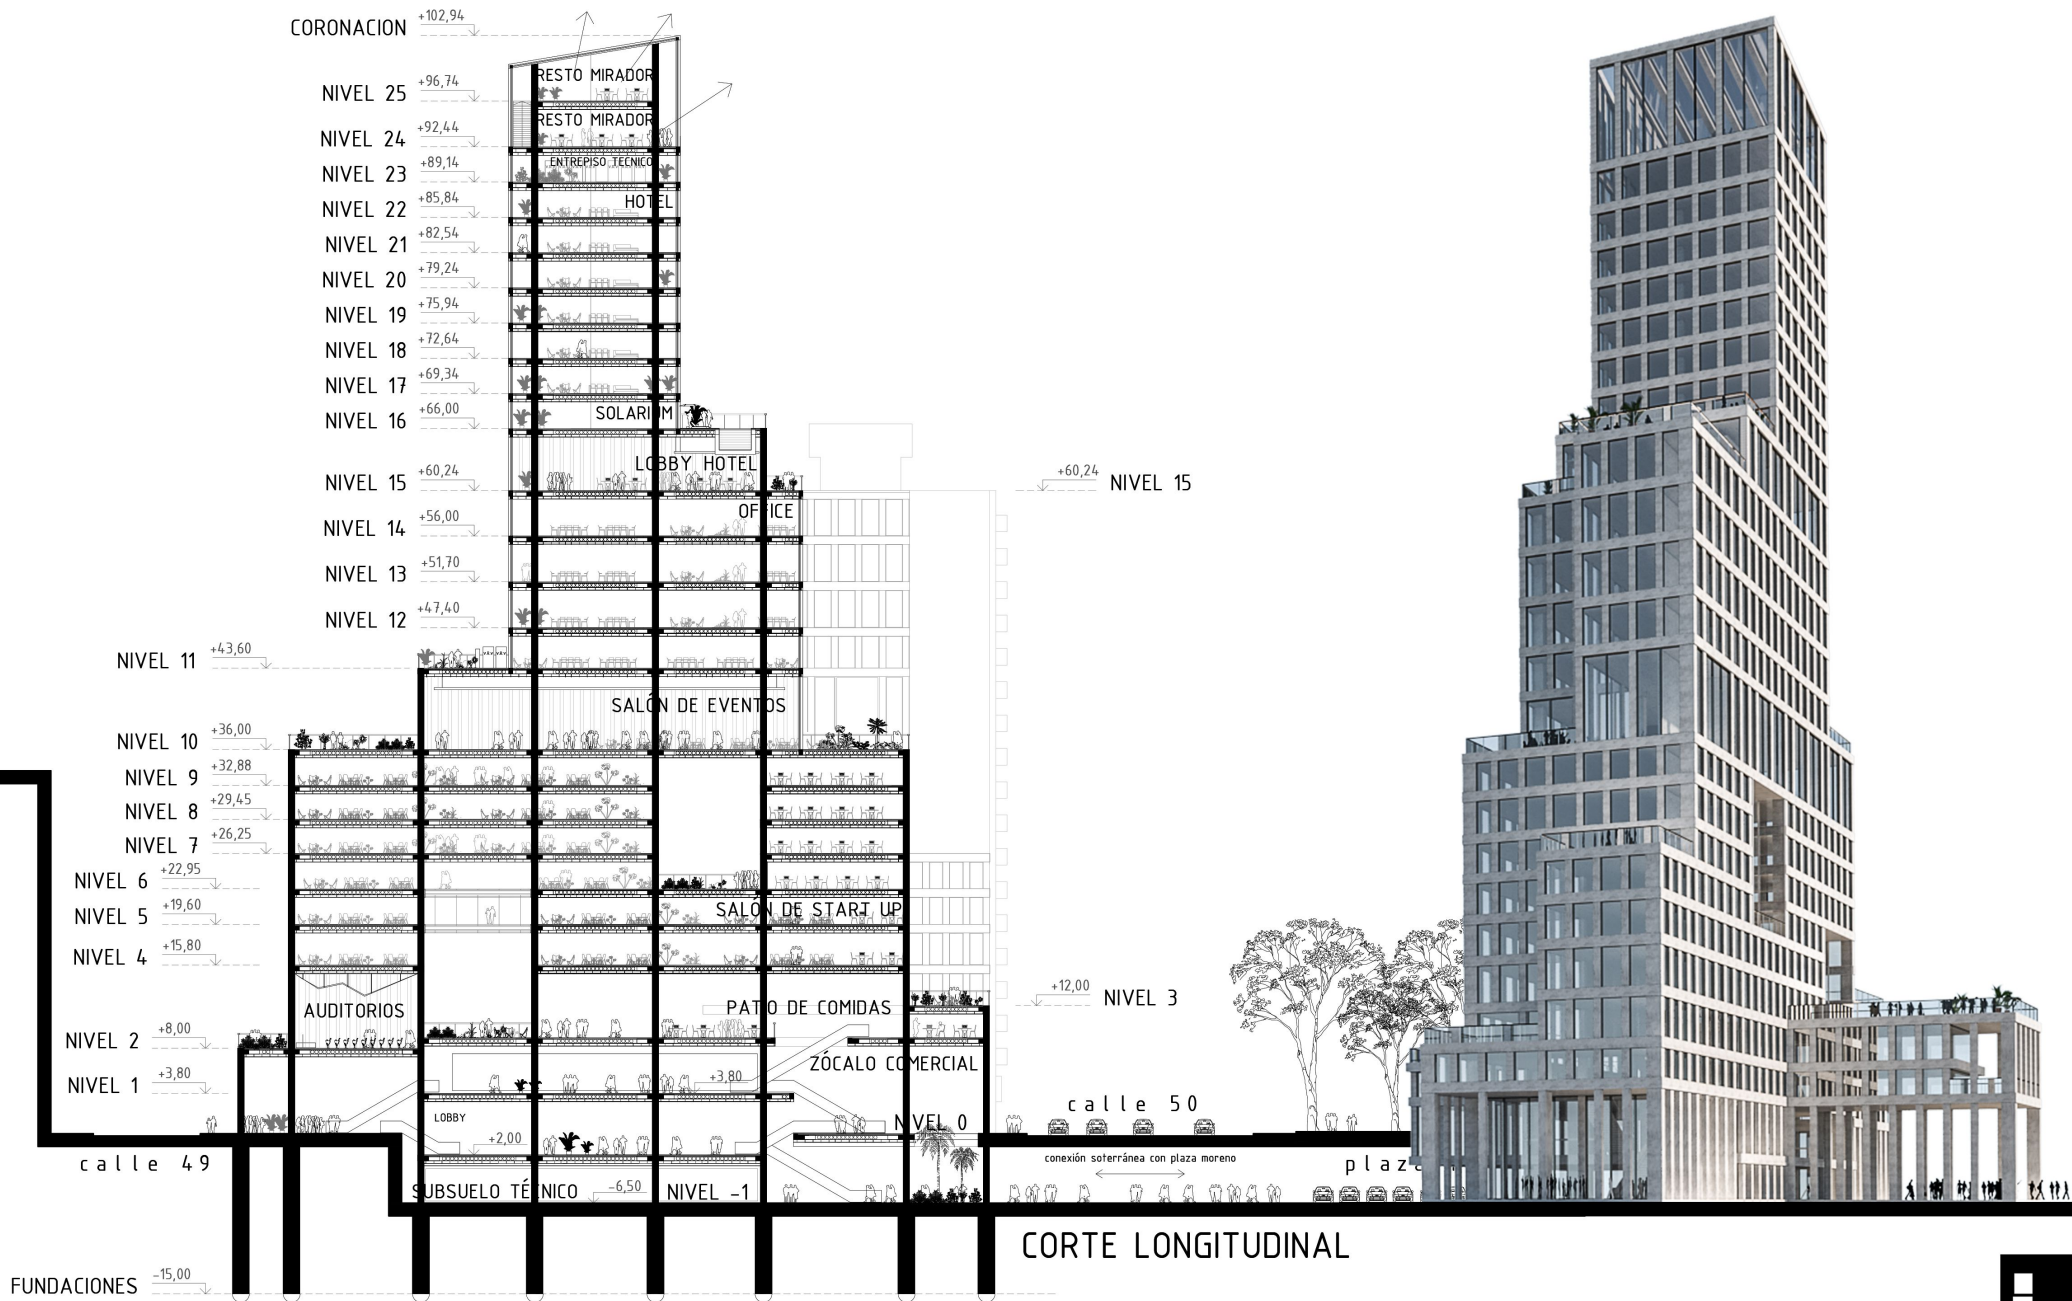 CORONACION +102,94
RESTO MIRADOR
NIVEL 25 +96,74
RESTO MIRADOR
NIVEL 24 +92,44
ENTREPISO TECNICO
NIVEL 23 +89,14
HOTEL
NIVEL 22 +85,84
NIVEL 21 +82,54
NIVEL 20 +79,24
NIVEL 19 +75,94
NIVEL 18 +72,64
NIVEL 17 +69,34
SOLARIUM
NIVEL 16 +66,00
LOBBY HOTEL
NIVEL 15 +60,24
+60,24 NIVEL 15
OFFICE
NIVEL 14 +56,00
NIVEL 13 +51,70
NIVEL 12 +47,40
NIVEL 11 +43,60
SALÓN DE EVENTOS
NIVEL 10 +36,00
NIVEL 9 +32,88
NIVEL 8 +29,45
NIVEL 7 +26,25
NIVEL 6 +22,95
SALÓN DE START UP
NIVEL 5 +19,60
NIVEL 4 +15,80
+12,00 NIVEL 3
AUDITORIOS
PATIO DE COMIDAS
NIVEL 2 +8,00
ZÓCALO COMERCIAL
NIVEL 1 +3,80
+3,80
calle 50
LOBBY
NIVEL 0
+2,00
calle 49
conexión soterránea con plaza moreno
plaza
SUBSUELO TÉCNICO
-6,50
NIVEL -1
CORTE LONGITUDINAL
FUNDACIONES -15,00